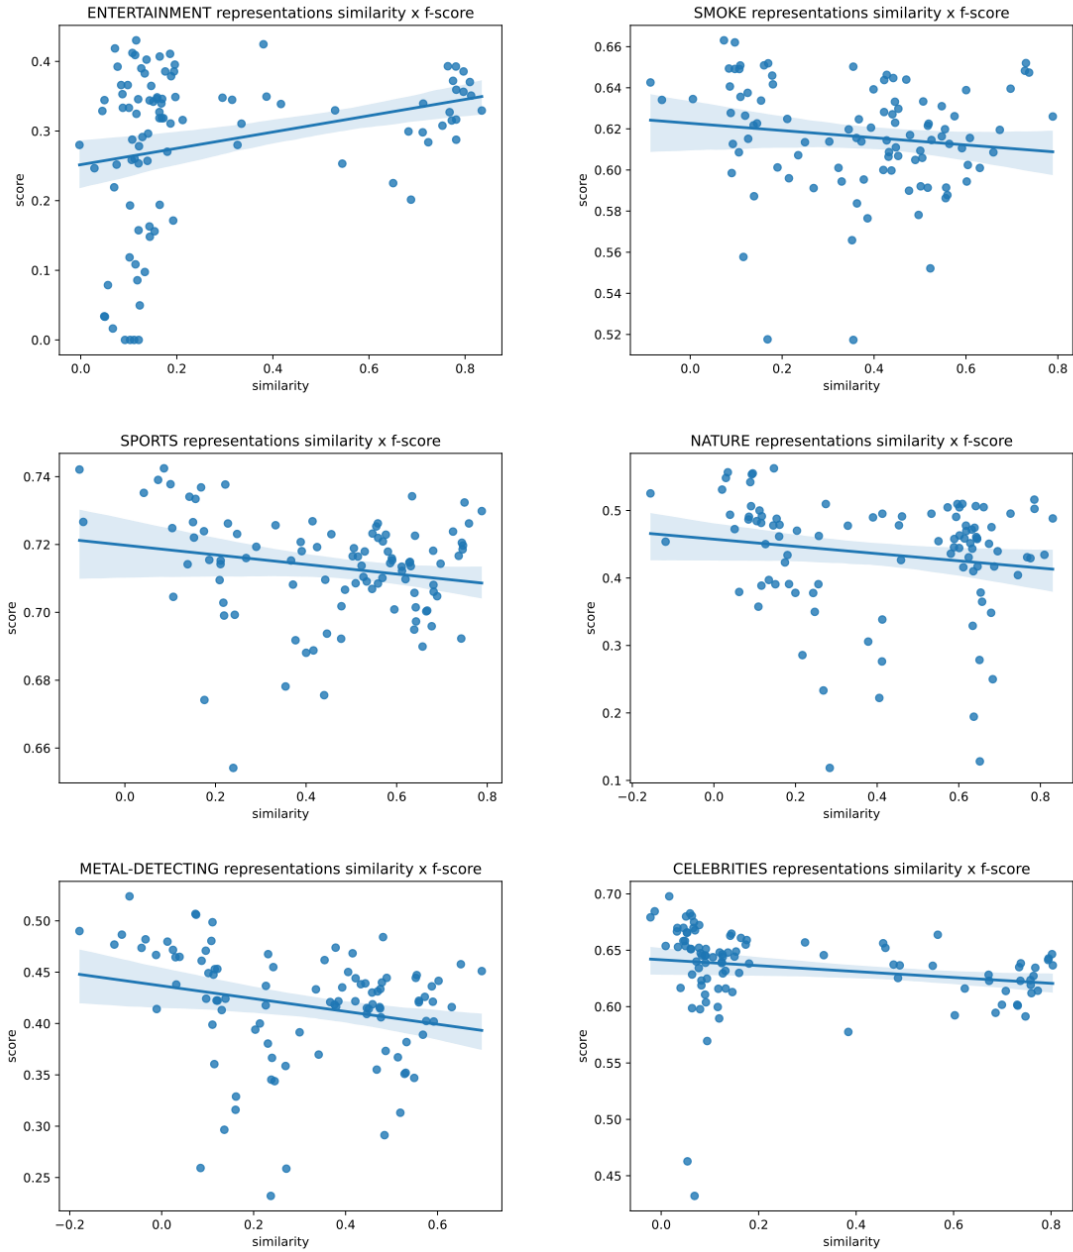 ENTERTAINMENT representations similarity x f-score
0.4
0.3
0.2
0.1
0.0
score
0.0 0.2 0.4 0.6 0.8
similarity
SMOKE representations similarity x f-score
0.66
0.64
0.62
0.60
0.58
0.56
0.54
0.52
score
0.0 0.2 0.4 0.6 0.8
similarity
SPORTS representations similarity x f-score
0.74
0.72
0.70
0.68
0.66
score
0.0 0.2 0.4 0.6 0.8
similarity
NATURE representations similarity x f-score
0.5
0.4
0.3
0.2
0.1
score
−0.2 0.0 0.2 0.4 0.6 0.8
similarity
METAL-DETECTING representations similarity x f-score
0.50
0.45
0.40
0.35
0.30
0.25
score
−0.2 0.0 0.2 0.4 0.6
similarity
CELEBRITIES representations similarity x f-score
0.70
0.65
0.60
0.55
0.50
0.45
score
0.0 0.2 0.4 0.6 0.8
similarity